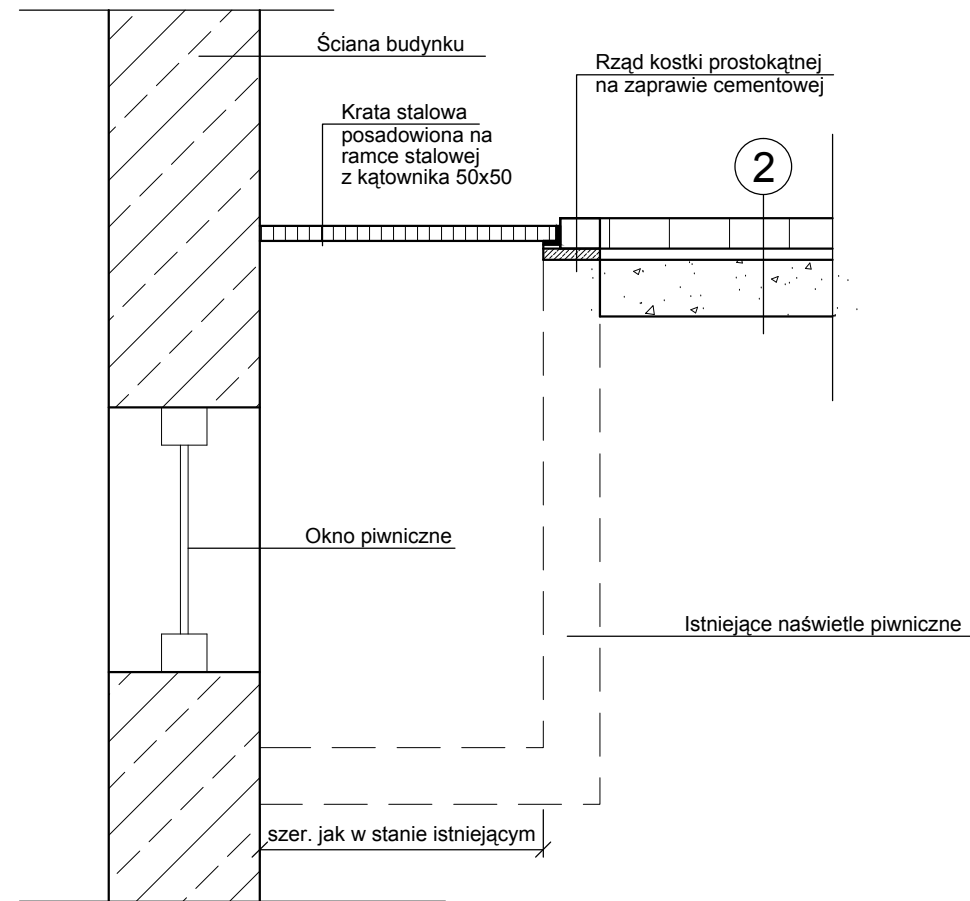 Ściana budynku
Rząd kostki prostokątnej
na zaprawie cementowej
Krata stalowa
posadowiona na
ramce stalowej
z kątownika 50x50
2
Okno piwniczne
Istniejące naświetle piwniczne
szer. jak w stanie istniejącym